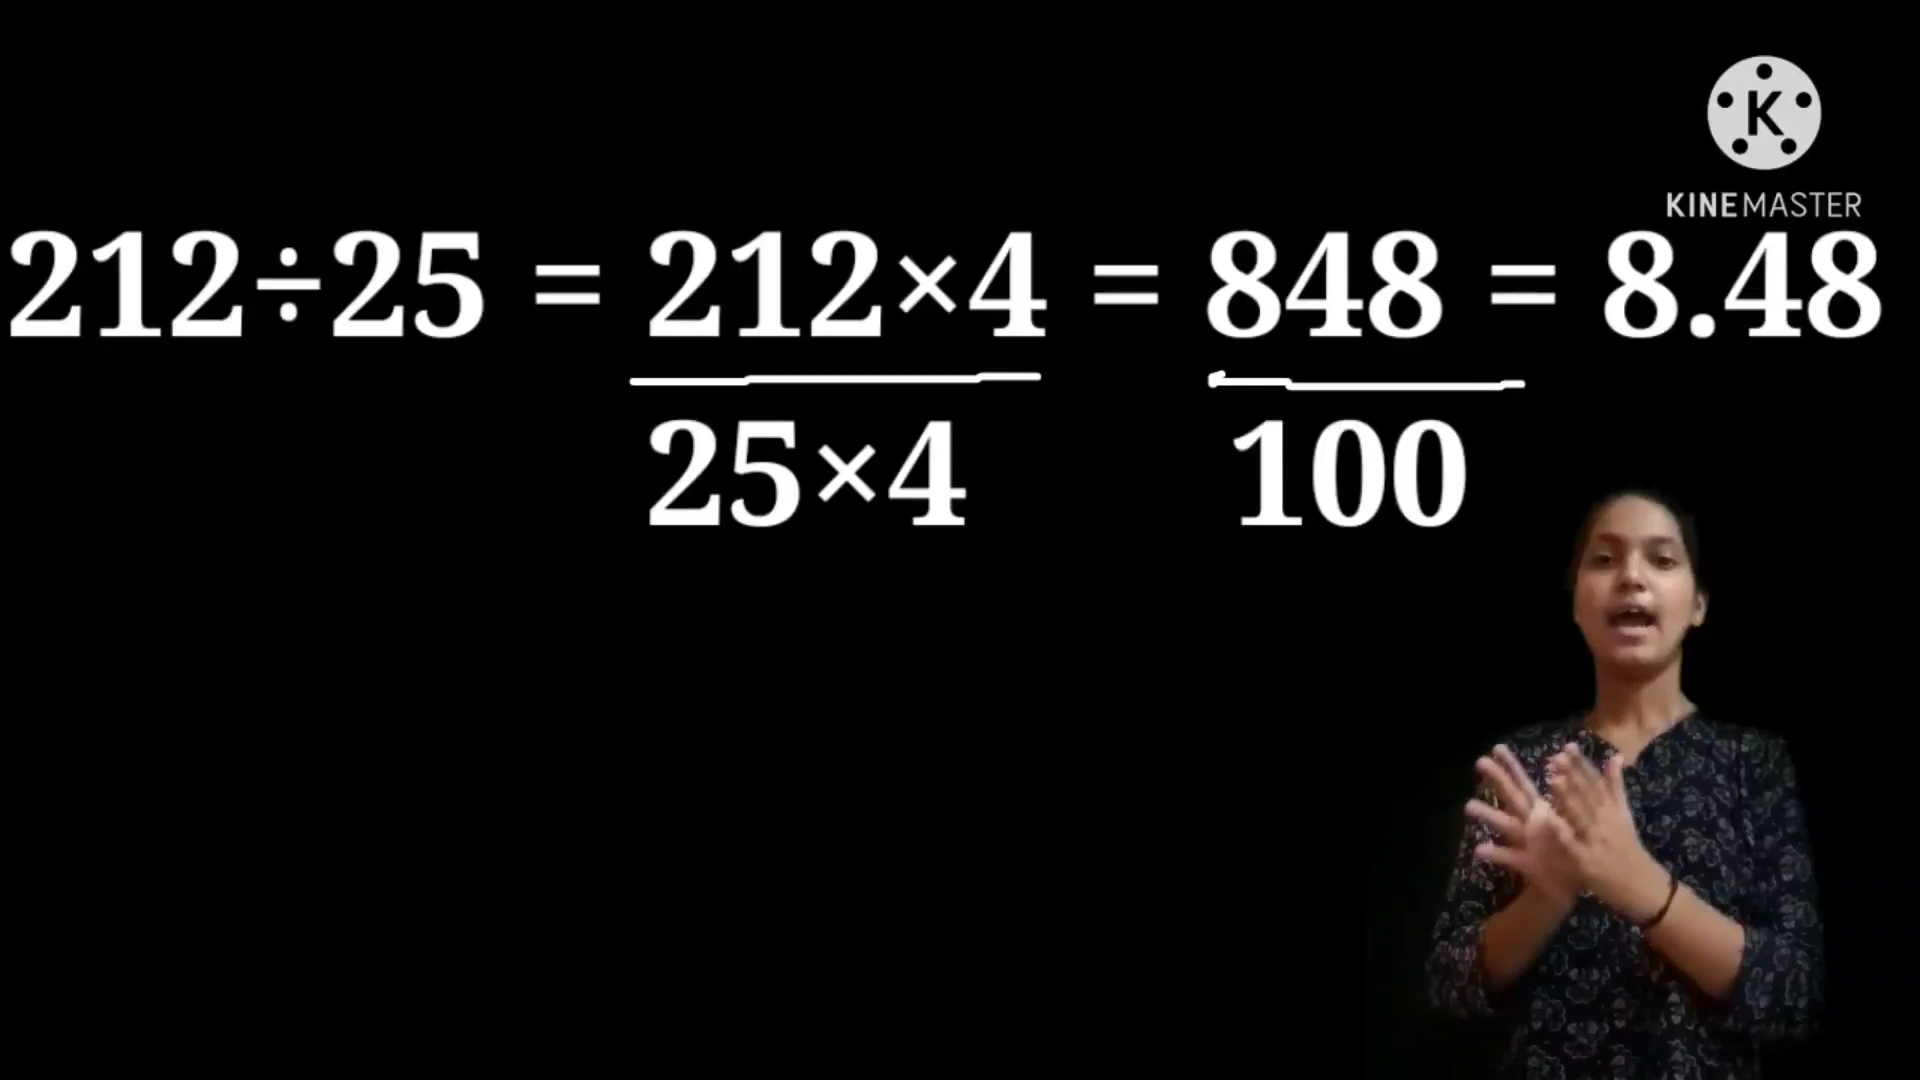 K
KINEMASTER
212÷25 = 212×4 = 848 = 8.48
25×4 100